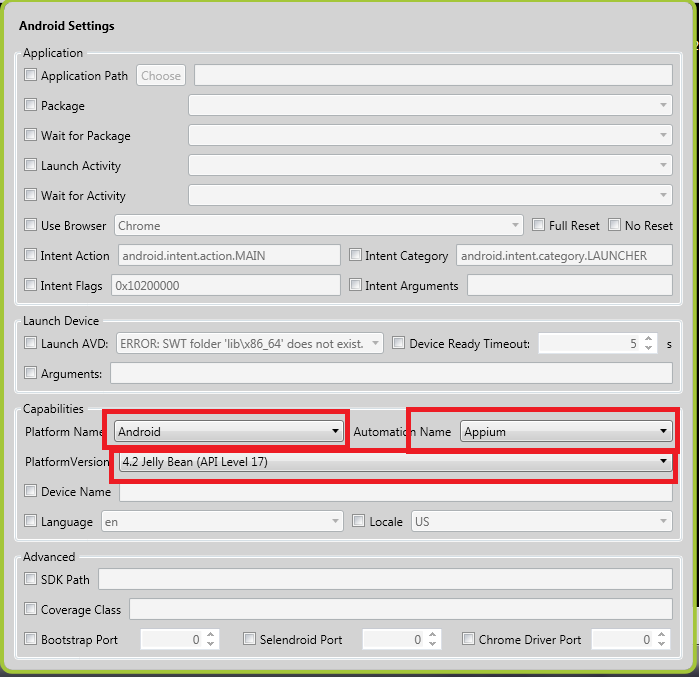 Android Settings
Application
Application Path Choose
Package
Wait for Package
Launch Activity
Wait for Activity
Use Browser Chrome Full Reset No Reset
Intent Action android.intent.action.MAIN Intent Category android.intent.category.LAUNCHER
Intent Flags 0x10200000 Intent Arguments
Launch Device
Launch AVD: ERROR: SWT folder 'lib\x86_64' does not exist. Device Ready Timeout: 5 s
Arguments:
Capabilities
Platform Name Android Automation Name Appium
PlatformVersion 4.2 Jelly Bean (API Level 17)
Device Name
Language en Locale US
Advanced
SDK Path
Coverage Class
Bootstrap Port 0 Selendroid Port 0 Chrome Driver Port 0